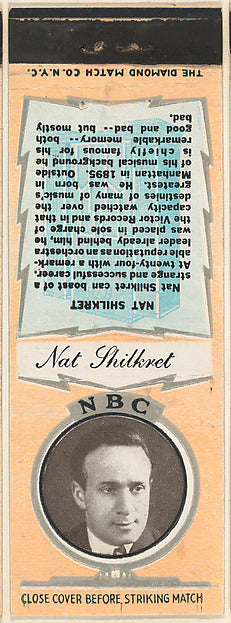 THE DIAMOND MATCH CO. N.Y.C.
NAT SHILKRET
Nat Shilkret can boast of a
strange and successful career.
At twenty-four with a remark-
able reputation as an orchestra
leader already behind him, he
was placed in sole charge of
the Victor Records and in that
capacity watched over the
destinies of many of music's
greatest. He was born in
Manhattan 1895. Outside
of his musical background he
is chiefly famous for his
remarkable memory-- both
good and bad-- but mostly
bad.
Nat Shilkret
NBC
CLOSE COVER BEFORE STRIKING MATCH